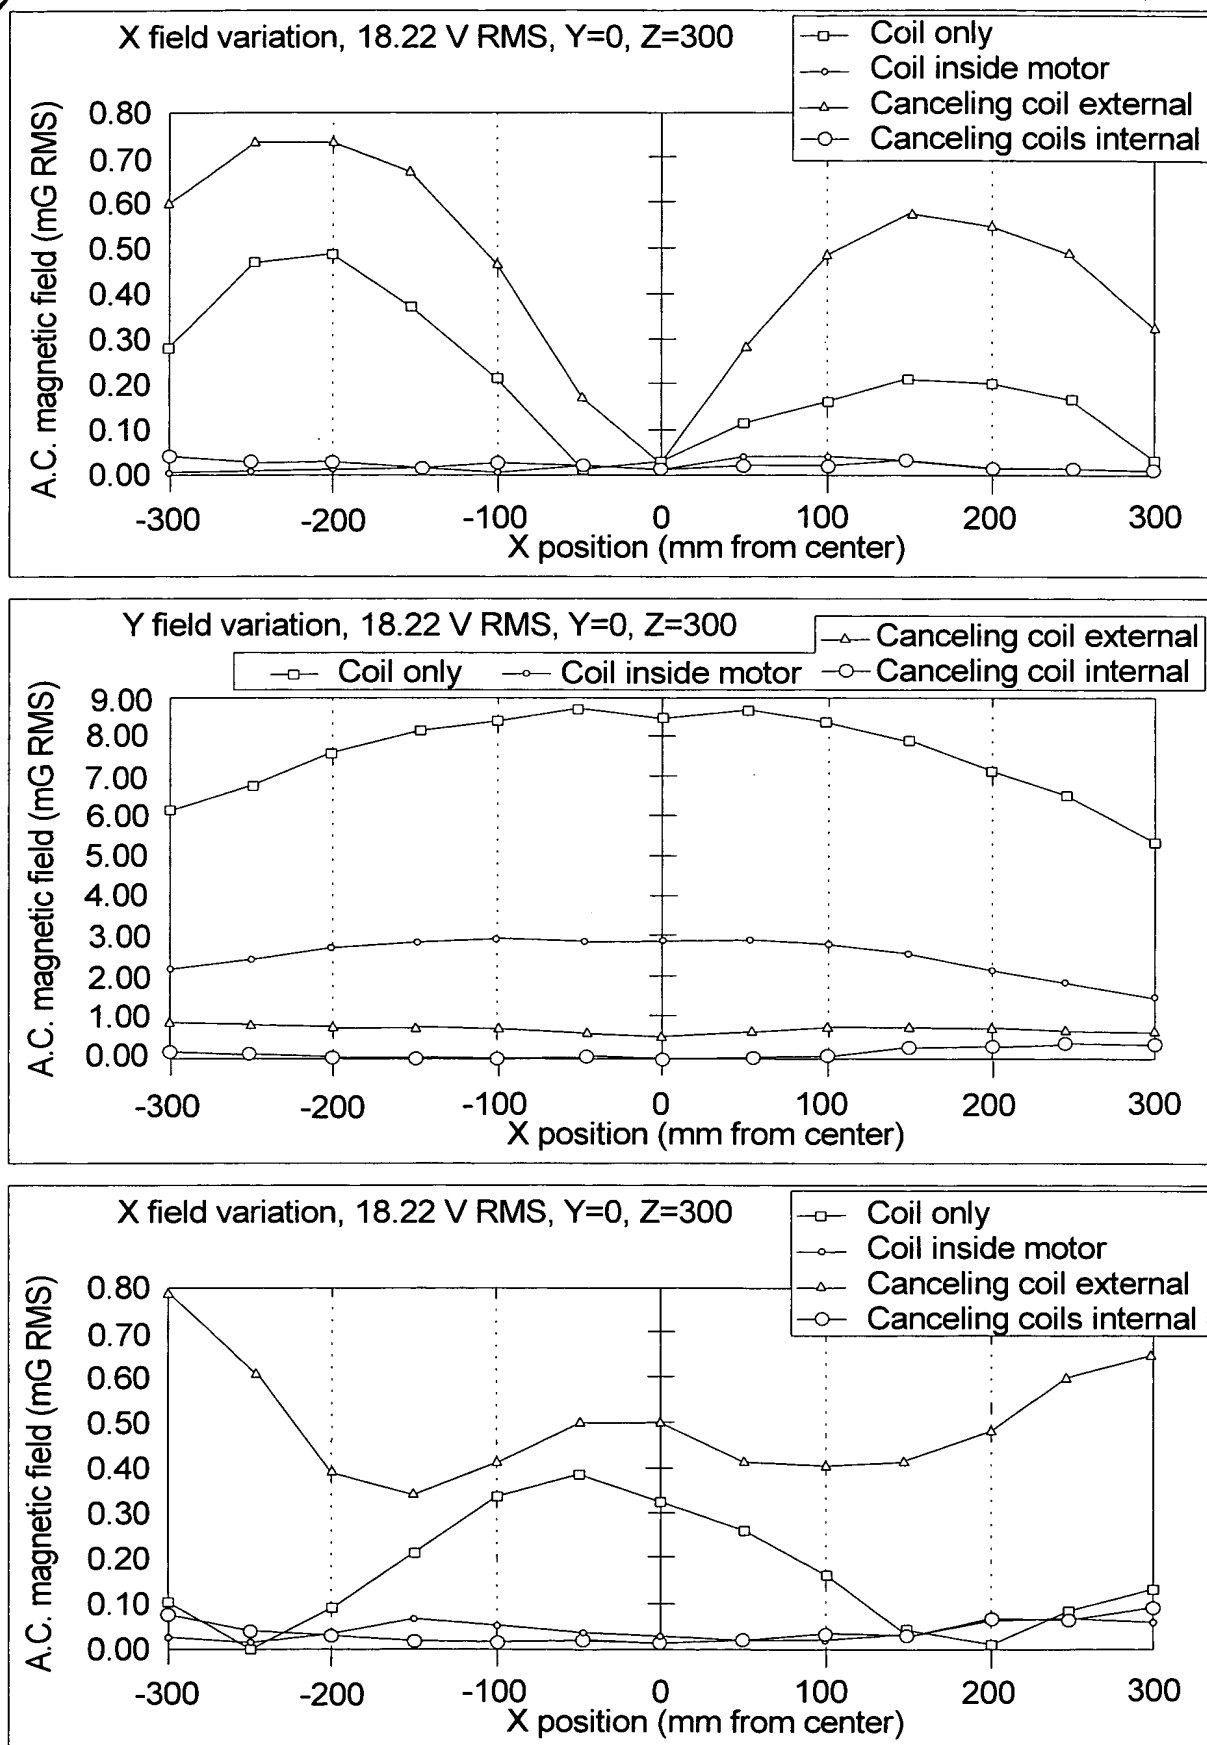 X field variation, 18.22 V RMS, Y=0, Z=300
Coil only
Coil inside motor
Canceling coil external
Canceling coils internal
A.C. magnetic field (mG RMS)
0.80
0.70
0.60
0.50
0.40
0.30
0.20
0.10
0.00
-300 -200 -100 0 100 200 300
X position (mm from center)
Y field variation, 18.22 V RMS, Y=0, Z=300
Canceling coil external
Coil only Coil inside motor Canceling coil internal
A.C. magnetic field (mG RMS)
9.00
8.00
7.00
6.00
5.00
4.00
3.00
2.00
1.00
0.00
-300 -200 -100 0 100 200 300
X position (mm from center)
X field variation, 18.22 V RMS, Y=0, Z=300
Coil only
Coil inside motor
Canceling coil external
Canceling coils internal
A.C. magnetic field (mG RMS)
0.80
0.70
0.60
0.50
0.40
0.30
0.20
0.10
0.00
-300 -200 -100 0 100 200 300
X position (mm from center)